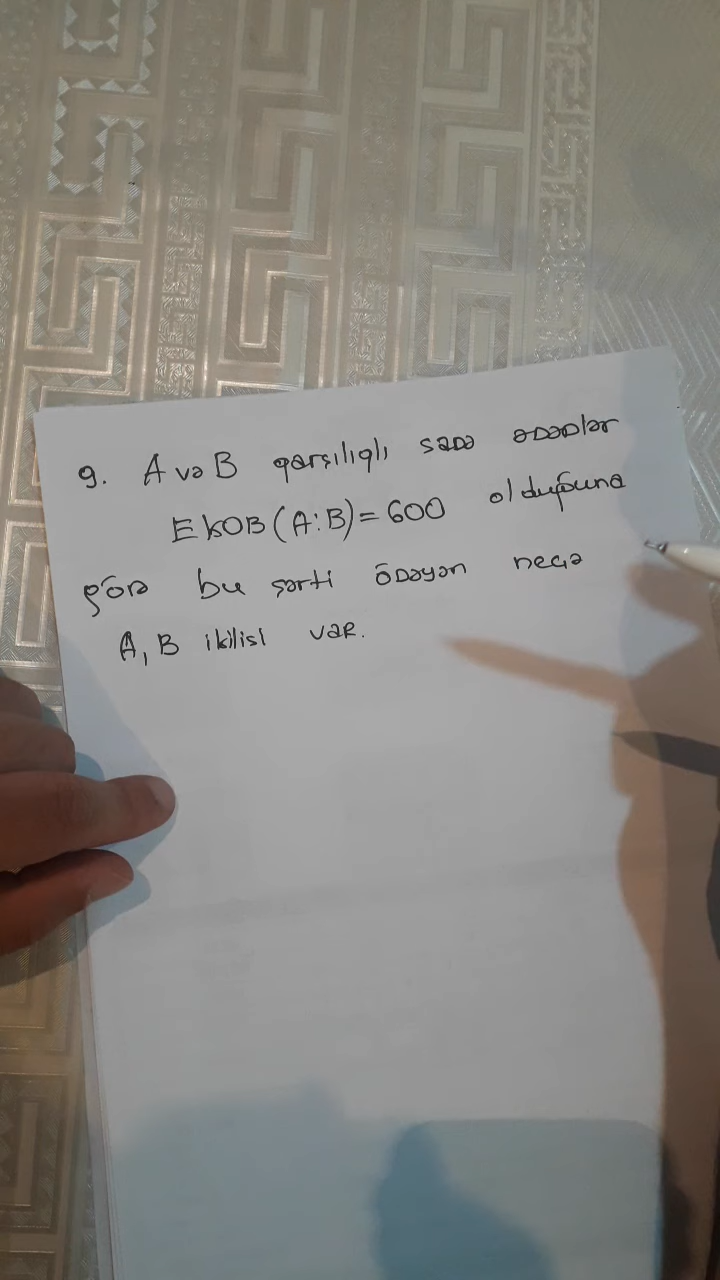 9. A və B qarşılıqlı sadə ədədlər
EkOB (A:B) = 600 olduğuna
görə bu şərti ödəyən neçə
A, B ikilisi var.